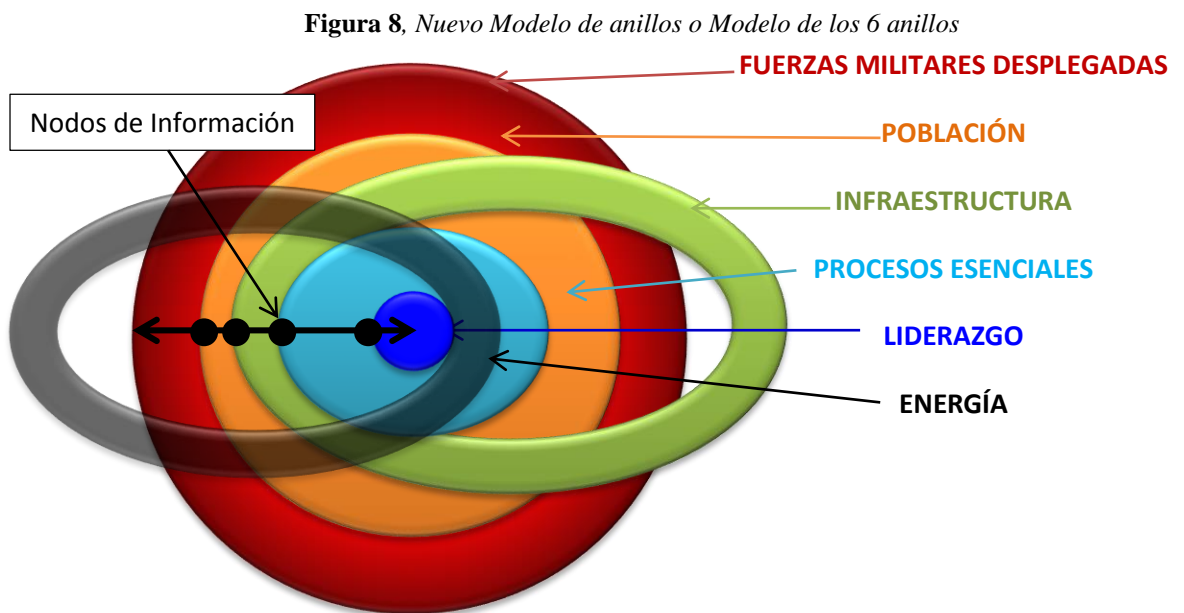 Figura 8, Nuevo Modelo de anillos o Modelo de los 6 anillos
FUERZAS MILITARES DESPLEGADAS
Nodos de Información
POBLACIÓN
INFRAESTRUCTURA
PROCESOS ESENCIALES
LIDERAZGO
ENERGÍA